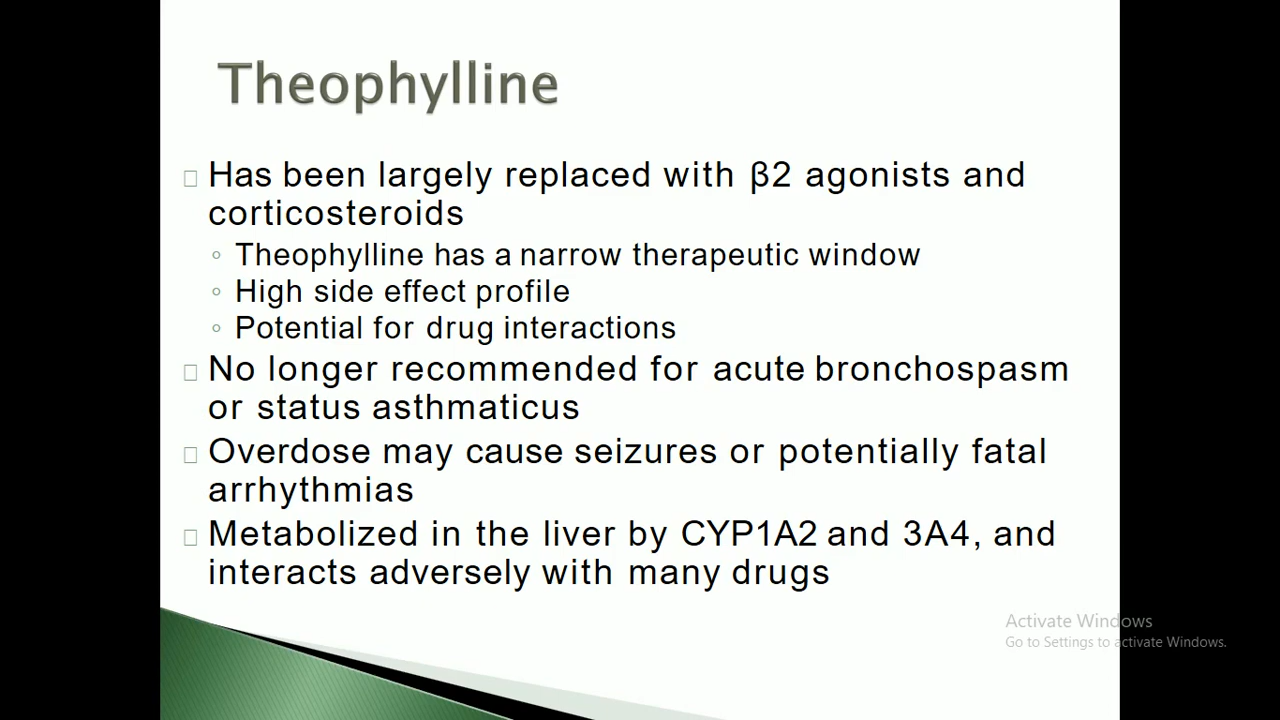 Theophylline
Has been largely replaced with β2 agonists and
corticosteroids
Theophylline has a narrow therapeutic window
High side effect profile
Potential for drug interactions
No longer recommended for acute bronchospasm
or status asthmaticus
Overdose may cause seizures or potentially fatal
arrhythmias
Metabolized in the liver by CYP1A2 and 3A4, and
interacts adversely with many drugs
Activate Windows
Go to Settings to activate Windows.